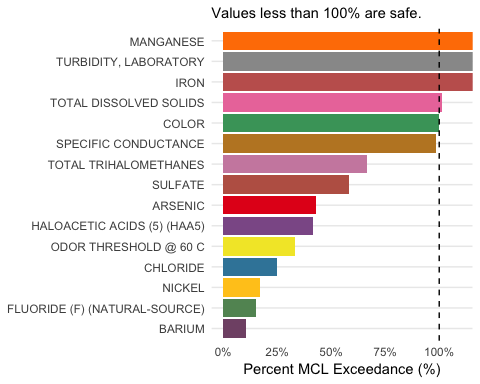 Values less than 100% are safe.
MANGANESE
TURBIDITY, LABORATORY
IRON
TOTAL DISSOLVED SOLIDS
COLOR
SPECIFIC CONDUCTANCE
TOTAL TRIHALOMETHANES
SULFATE
ARSENIC
HALOACETIC ACIDS (5) (HAA5)
ODOR THRESHOLD @ 60 C
CHLORIDE
NICKEL
FLUORIDE (F) (NATURAL-SOURCE)
BARIUM
0% 25% 50% 75% 100%
Percent MCL Exceedance (%)